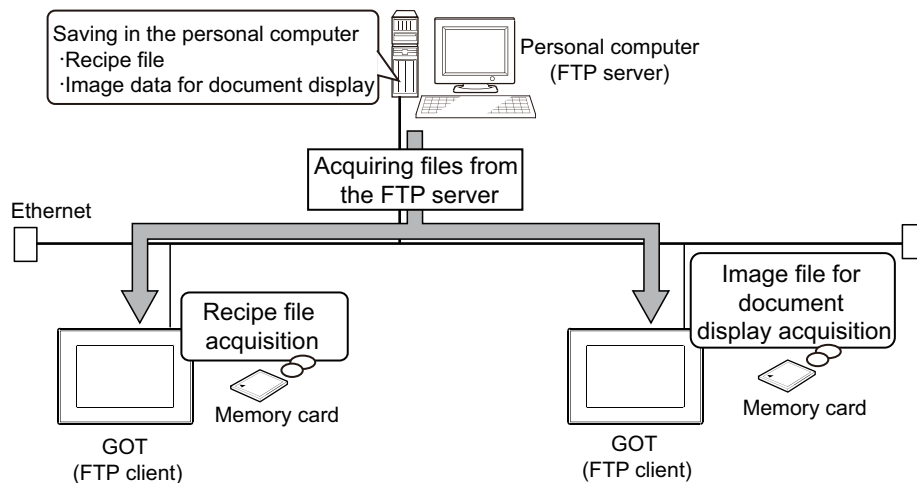 Saving in the personal computer
·Recipe file
·Image data for document display
Personal computer
(FTP server)
Acquiring files from
the FTP server
Ethernet
Recipe file
acquisition
Memory card
GOT
(FTP client)
Image file for
document
display acquisition
Memory card
GOT
(FTP client)